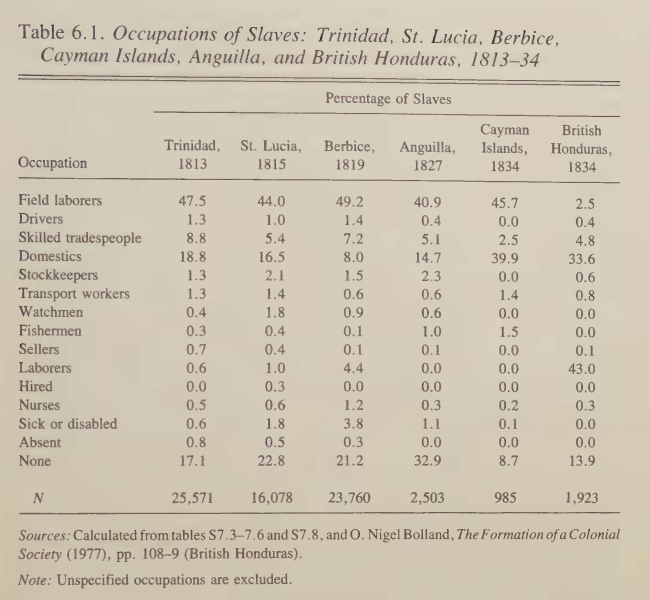 Table 6.1. Occupations of Slaves: Trinidad, St. Lucia, Berbice,
Cayman Islands, Anguilla, and British Honduras, 1813–34
Percentage of Slaves
Cayman British
Trinidad, St. Lucia, Berbice, Anguilla, Islands, Honduras,
Occupation 1813 1815 1819 1827 1834 1834
Field laborers 47.5 44.0 49.2 40.9 45.7 2.5
Drivers 1.3 1.0 1.4 0.4 0.0 0.4
Skilled tradespeople 8.8 5.4 7.2 5.1 2.5 4.8
Domestics 18.8 16.5 8.0 14.7 39.9 33.6
Stockkeepers 1.3 2.1 1.5 2.3 0.0 0.6
Transport workers 1.3 1.4 0.6 0.6 1.4 0.8
Watchmen 0.4 1.8 0.9 0.6 0.0 0.0
Fishermen 0.3 0.4 0.1 1.0 1.5 0.0
Sellers 0.7 0.4 0.1 0.1 0.0 0.1
Laborers 0.6 1.0 4.4 0.0 0.0 43.0
Hired 0.0 0.3 0.0 0.0 0.0 0.0
Nurses 0.5 0.6 1.2 0.3 0.2 0.3
Sick or disabled 0.6 1.8 3.8 1.1 0.1 0.0
Absent 0.8 0.5 0.3 0.0 0.0 0.0
None 17.1 22.8 21.2 32.9 8.7 13.9
N 25,571 16,078 23,760 2,503 985 1,923
Sources: Calculated from tables S7.3–7.6 and S7.8, and O. Nigel Bolland, The Formation of a Colonial
Society (1977), pp. 108–9 (British Honduras).
Note: Unspecified occupations are excluded.